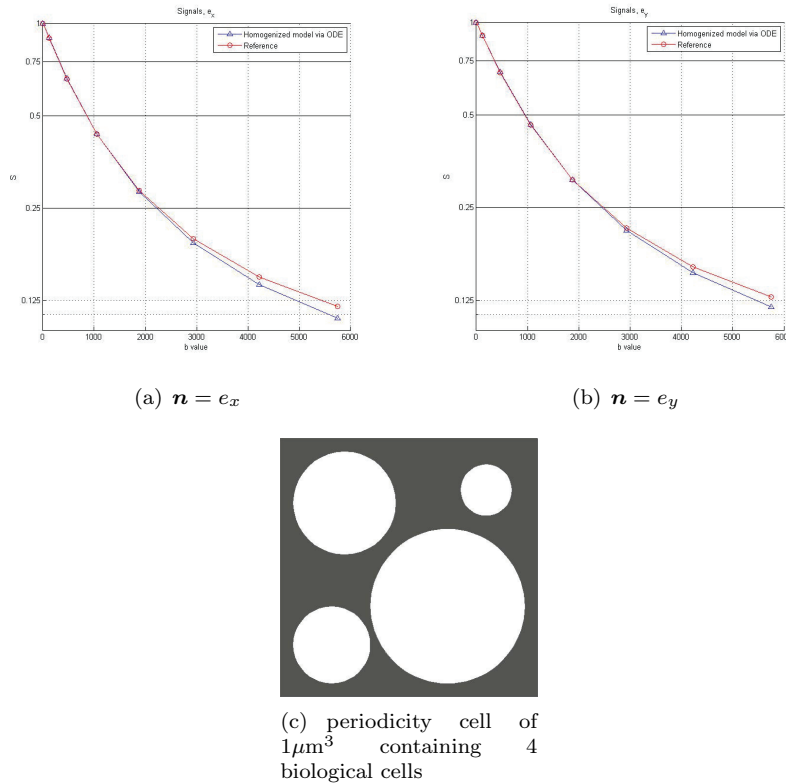 Signals, e_x
Homogenized model via ODE
Reference
1
0.75
0.5
0.25
0.125
S
0 1000 2000 3000 4000 5000 6000
b value
(a) n = e_x
Signals, e_y
Homogenized model via ODE
Reference
1
0.75
0.5
0.25
0.125
S
0 1000 2000 3000 4000 5000 6000
b value
(b) n = e_y
(c) periodicity cell of
1μm³ containing 4
biological cells